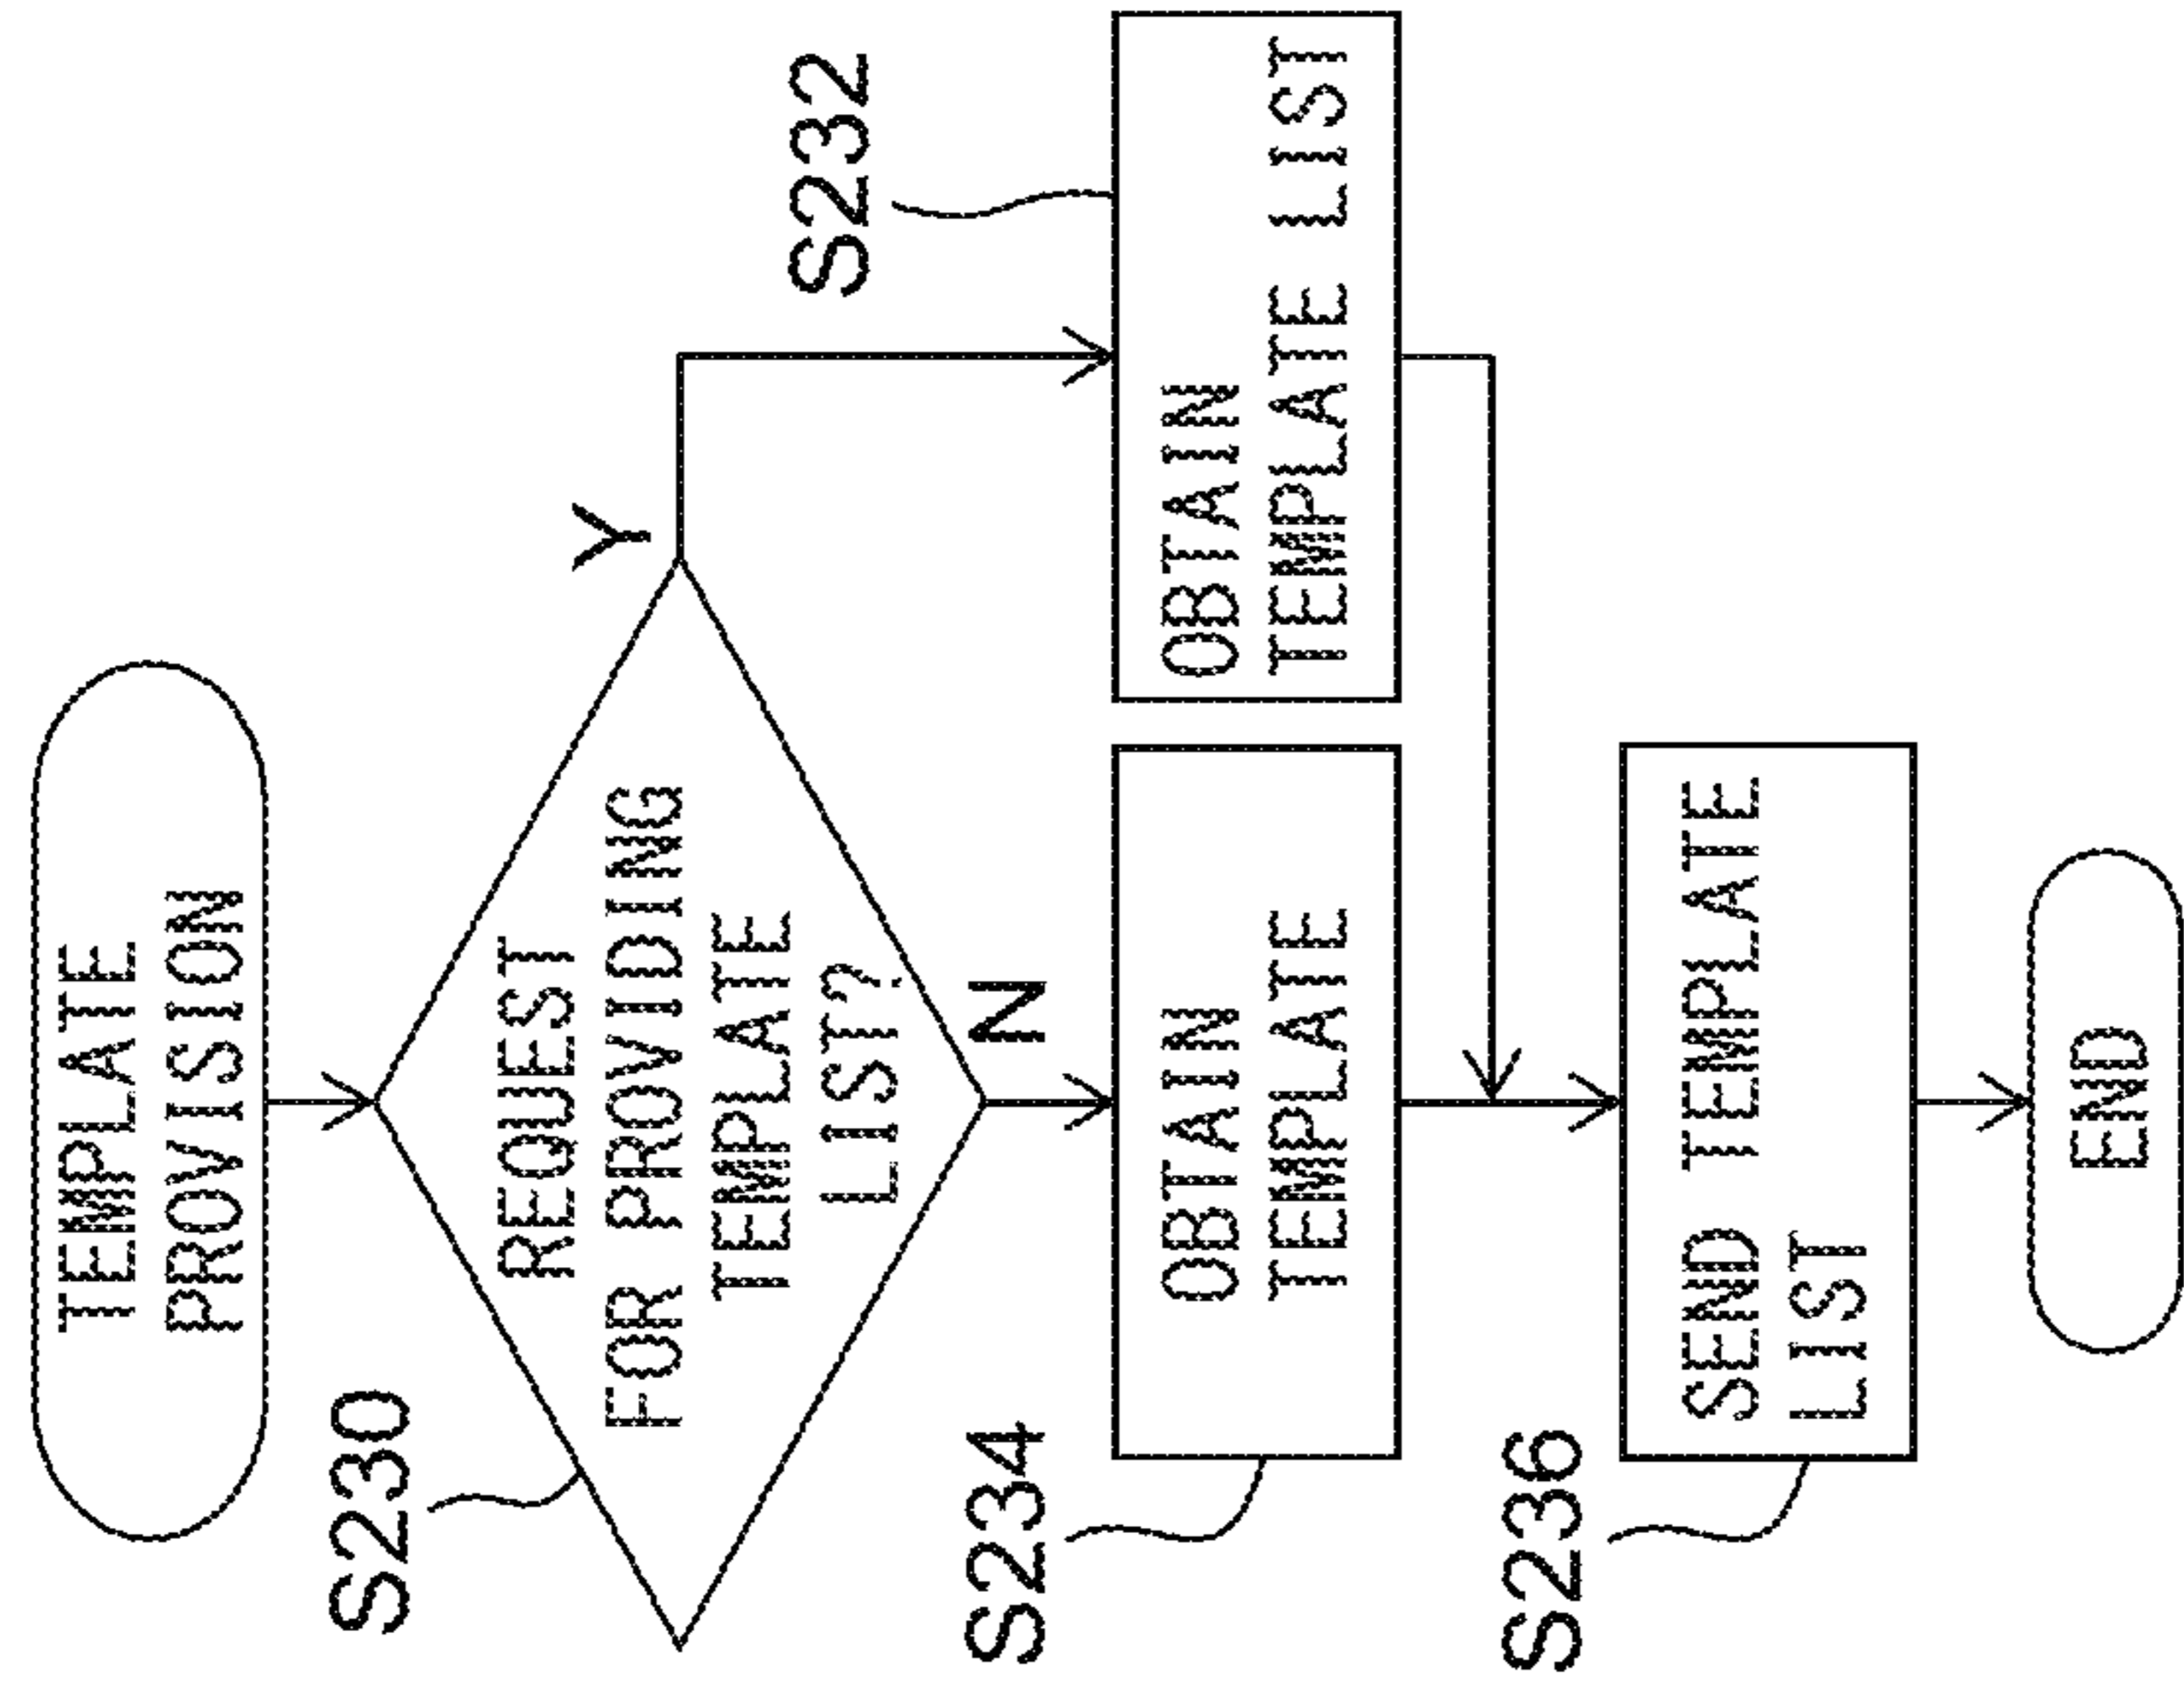 TEMPLATE
PROVISION
S230
REQUEST
FOR PROVIDING
TEMPLATE
LIST?
Y
N
S232
OBTAIN
TEMPLATE LIST
S234
OBTAIN
TEMPLATE
S236
SEND TEMPLATE
LIST
END